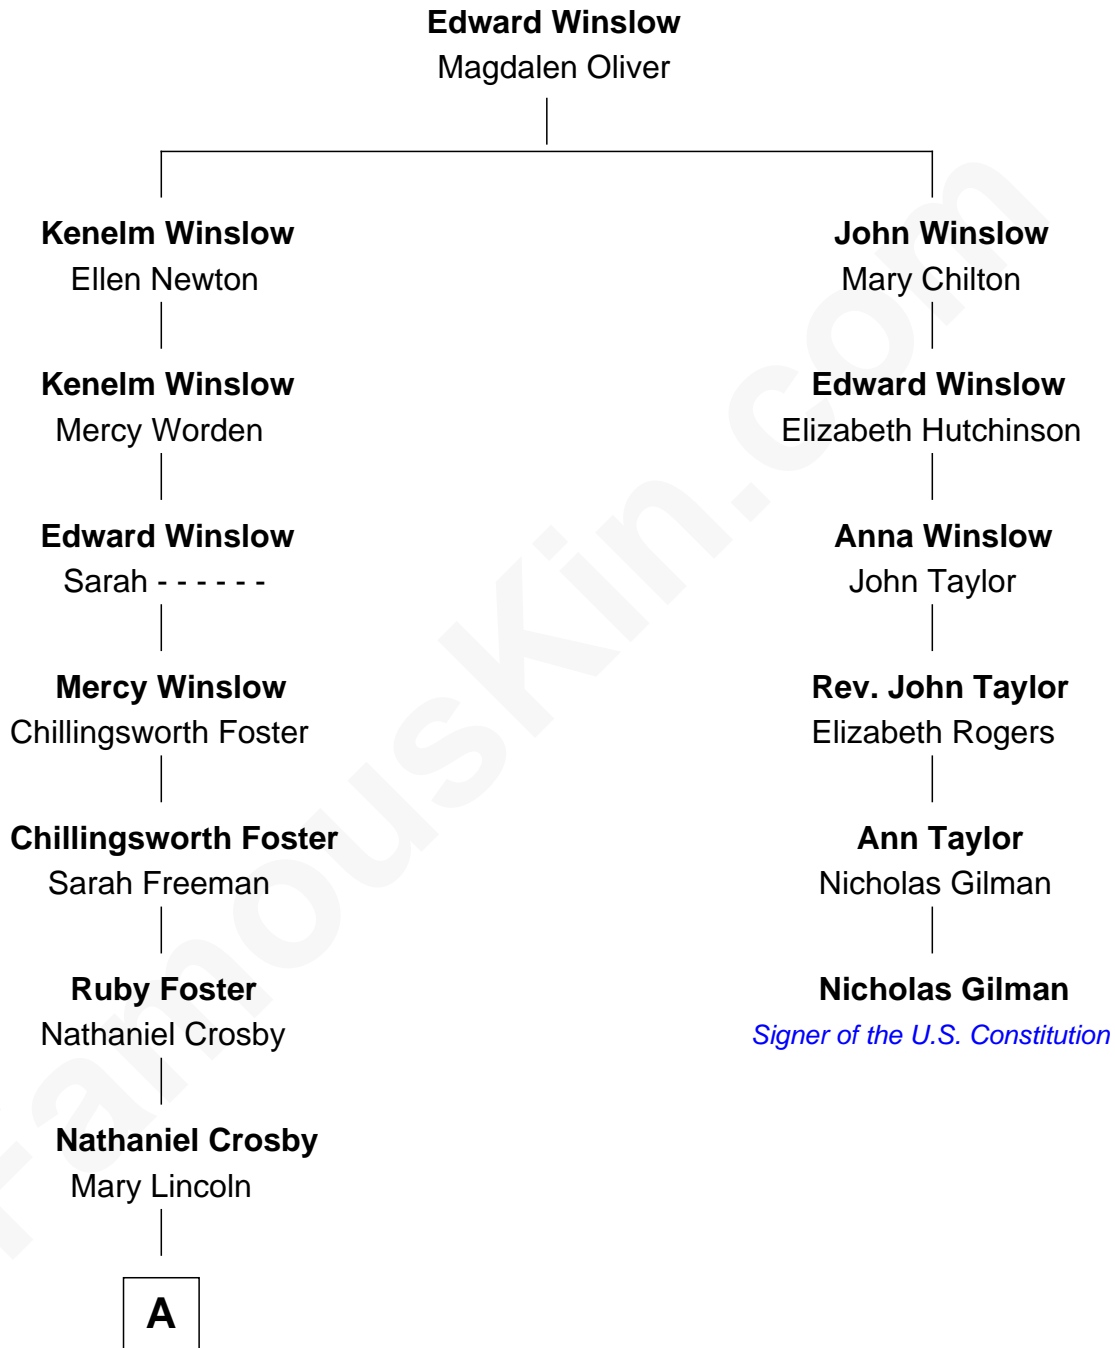 Edward Winslow
Magdalen Oliver
Kenelm Winslow
Ellen Newton
John Winslow
Mary Chilton
Kenelm Winslow
Mercy Worden
Edward Winslow
Elizabeth Hutchinson
Edward Winslow
Sarah - - - - - -
Anna Winslow
John Taylor
Mercy Winslow
Chillingsworth Foster
Rev. John Taylor
Elizabeth Rogers
Chillingsworth Foster
Sarah Freeman
Ann Taylor
Nicholas Gilman
Ruby Foster
Nathaniel Crosby
Nicholas Gilman
Signer of the U.S. Constitution
Nathaniel Crosby
Mary Lincoln
A
FamousKin.com